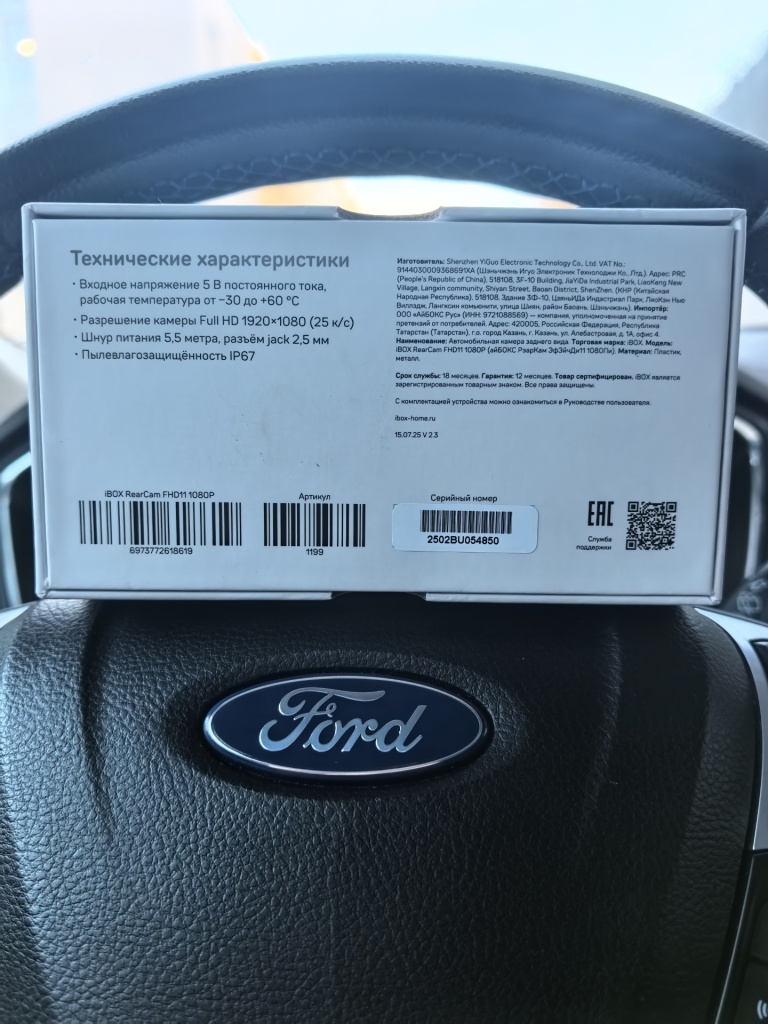 Технические характеристики
· Входное напряжение 5 В постоянного тока,
рабочая температура от −30 до +60 °C
· Разрешение камеры Full HD 1920×1080 (25 к/с)
· Шнур питания 5,5 метра, разъём jack 2,5 мм
· Пылевлагозащищённость IP67
Изготовитель: Shenzhen YiGuo Electronic Technology Co., Ltd. VAT No.:
9144030009368691XA (Шэньчжэнь Игуо Электроник Технолоджи Ко., Лтд.). Адрес: PRC
(People's Republic of China), 518108, 3F-10 Building, JiaYiDa Industrial Park, LiaoKeng New
Village, Langxin community, Shiyan Street, Baoan District, ShenZhen. (КНР (Китайская
Народная Республика), 518108, Здание 3Ф-10, ЦзяньИДа Индастриал Парк, ЛяоКэн Нью
Вилладж, Лангксин комьюнити, улица Шиян, район Баоань, Шэньчжэнь). Импортёр:
ООО «АйБОКС Рус» (ИНН: 9721088569) — компания, уполномоченная на принятие
претензий от потребителей. Адрес: 420005, Российская Федерация, Республика
Татарстан (Татарстан), г.о. город Казань, г. Казань, ул. Алебастровая, д. 1А, офис 4.
Наименование: Автомобильная камера заднего вида. Торговая марка: iBOX. Модель:
iBOX RearCam FHD11 1080P (айБОКС РэарКам ЭфЭйчДи11 1080Пи). Материал: Пластик,
металл.
Срок службы: 18 месяцев. Гарантия: 12 месяцев. Товар сертифицирован. iBOX является
зарегистрированным товарным знаком. Все права защищены.
С комплектацией устройства можно ознакомиться в Руководстве пользователя.
ibox-home.ru
15.07.25 V 2.3
iBOX RearCam FHD11 1080P
6973772618619
Артикул
1199
Серийный номер
2502BU054850
EAC
Служба
поддержки
Ford